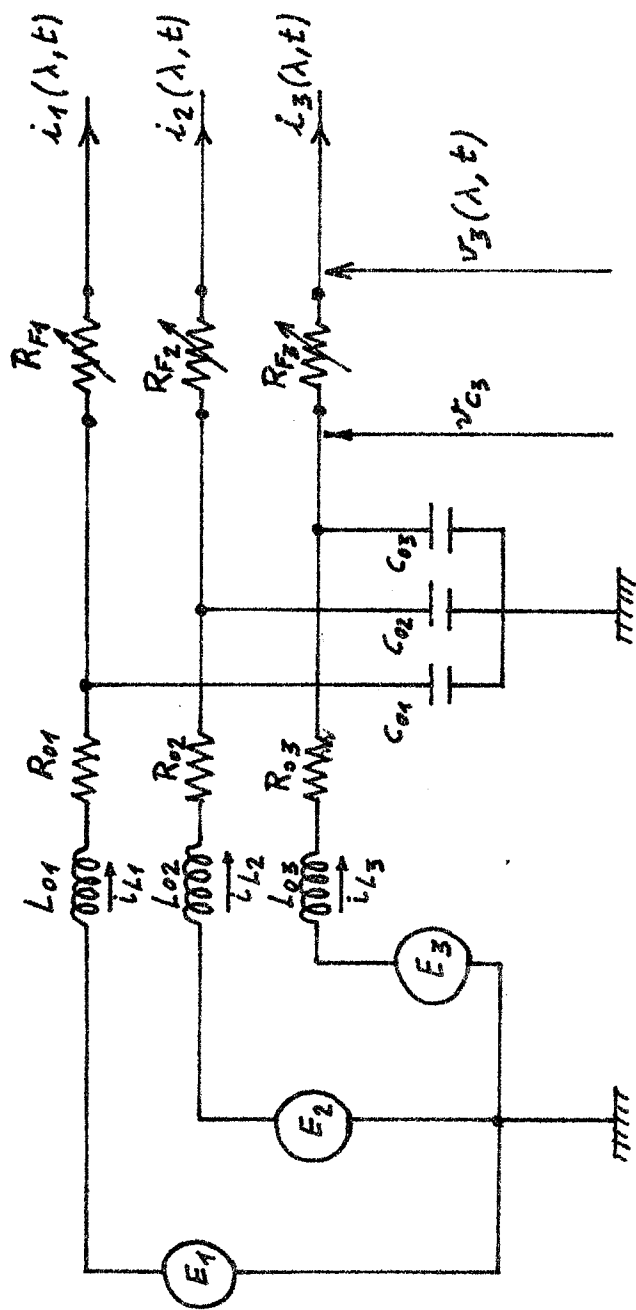 i1(λ,t)
i2(λ,t)
i3(λ,t)
RF1
RF2
RF3
v3(λ,t)
vC3
R01
R02
R03
C01
C02
C03
L01
L02
L03
iL1
iL2
iL3
E1
E2
E3